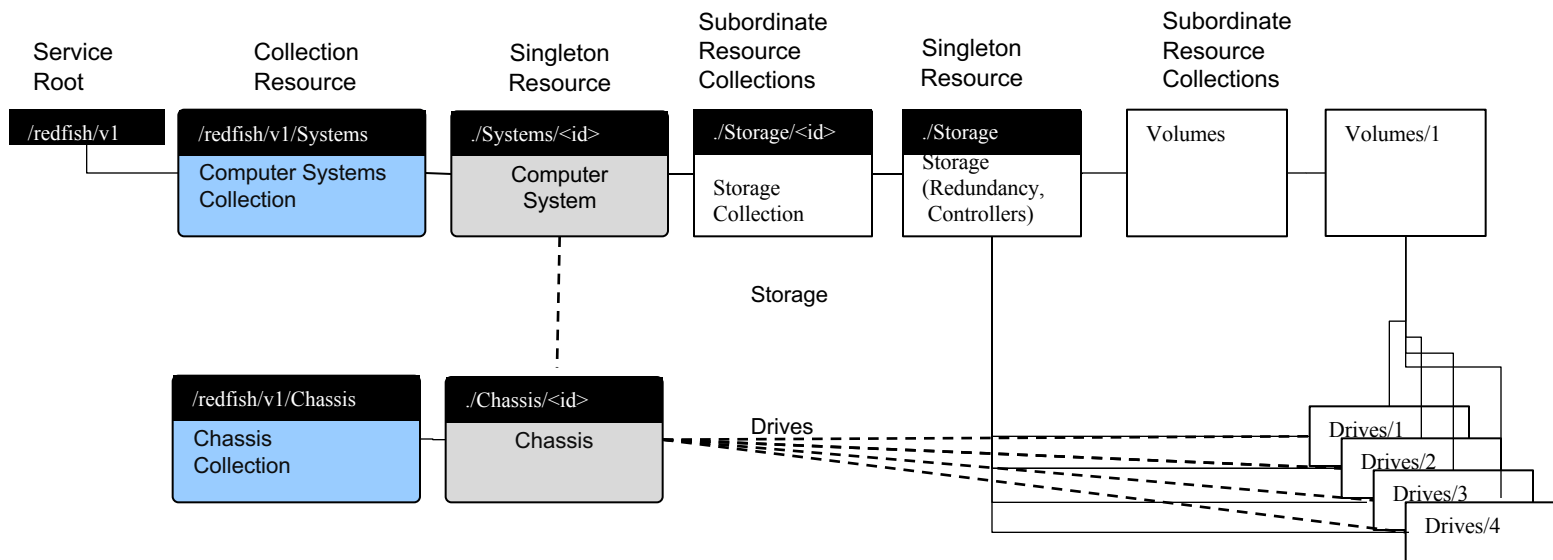 Service
Root
Collection
Resource
Singleton
Resource
Subordinate
Resource
Collections
Singleton
Resource
Subordinate
Resource
Collections
/redfish/v1
/redfish/v1/Systems
Computer Systems
Collection
./Systems/<id>
Computer
System
./Storage/<id>
Storage
Collection
./Storage
Storage
(Redundancy,
Controllers)
Volumes
Volumes/1
Storage
/redfish/v1/Chassis
Chassis
Collection
./Chassis/<id>
Chassis
Drives
Drives/1
Drives/2
Drives/3
Drives/4